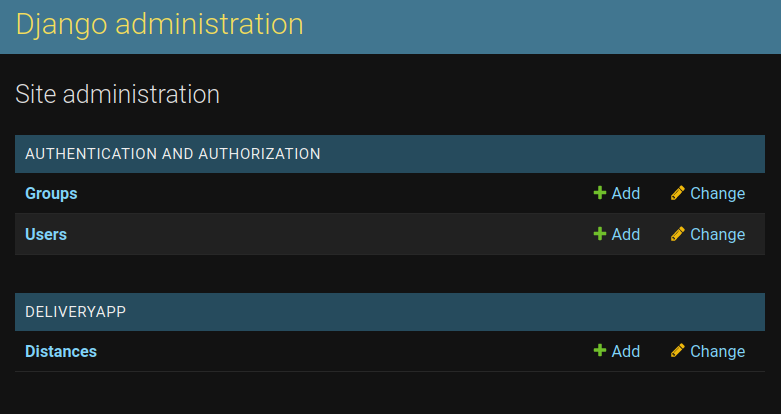 Django administration
Site administration
AUTHENTICATION AND AUTHORIZATION
Groups Add Change
Users Add Change
DELIVERYAPP
Distances Add Change